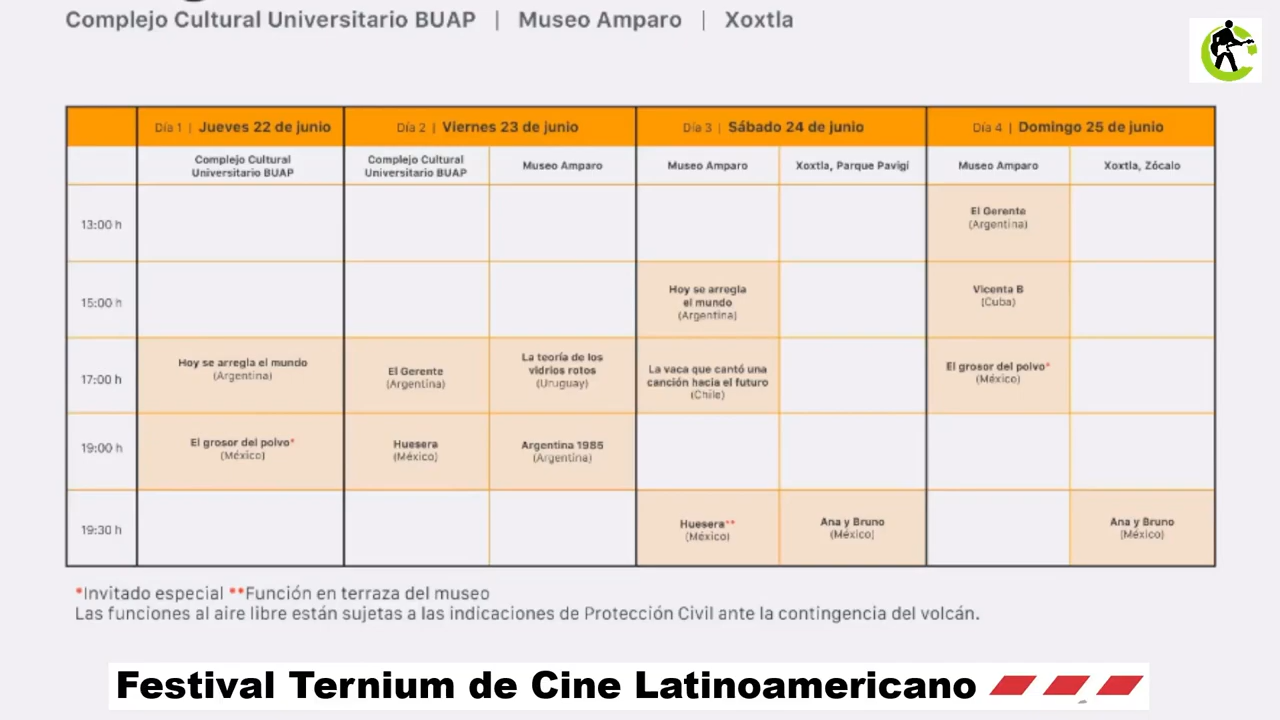 Complejo Cultural Universitario BUAP | Museo Amparo | Xoxtla
Día 1 | Jueves 22 de junio
Día 2 | Viernes 23 de junio
Día 3 | Sábado 24 de junio
Día 4 | Domingo 25 de junio
Complejo Cultural
Universitario BUAP
Complejo Cultural
Universitario BUAP
Museo Amparo
Museo Amparo
Xoxtla, Parque Pavigi
Museo Amparo
Xoxtla, Zócalo
13:00 h
El Gerente
(Argentina)
15:00 h
Hoy se arregla
el mundo
(Argentina)
Vicenta B
(Cuba)
17:00 h
Hoy se arregla el mundo
(Argentina)
El Gerente
(Argentina)
La teoría de los
vidrios rotos
(Uruguay)
La vaca que cantó una
canción hacia el futuro
(Chile)
El grosor del polvo*
(México)
19:00 h
El grosor del polvo*
(México)
Huesera
(México)
Argentina 1985
(Argentina)
19:30 h
Huesera**
(México)
Ana y Bruno
(México)
Ana y Bruno
(México)
*Invitado especial **Función en terraza del museo
Las funciones al aire libre están sujetas a las indicaciones de Protección Civil ante la contingencia del volcán.
Festival Ternium de Cine Latinoamericano